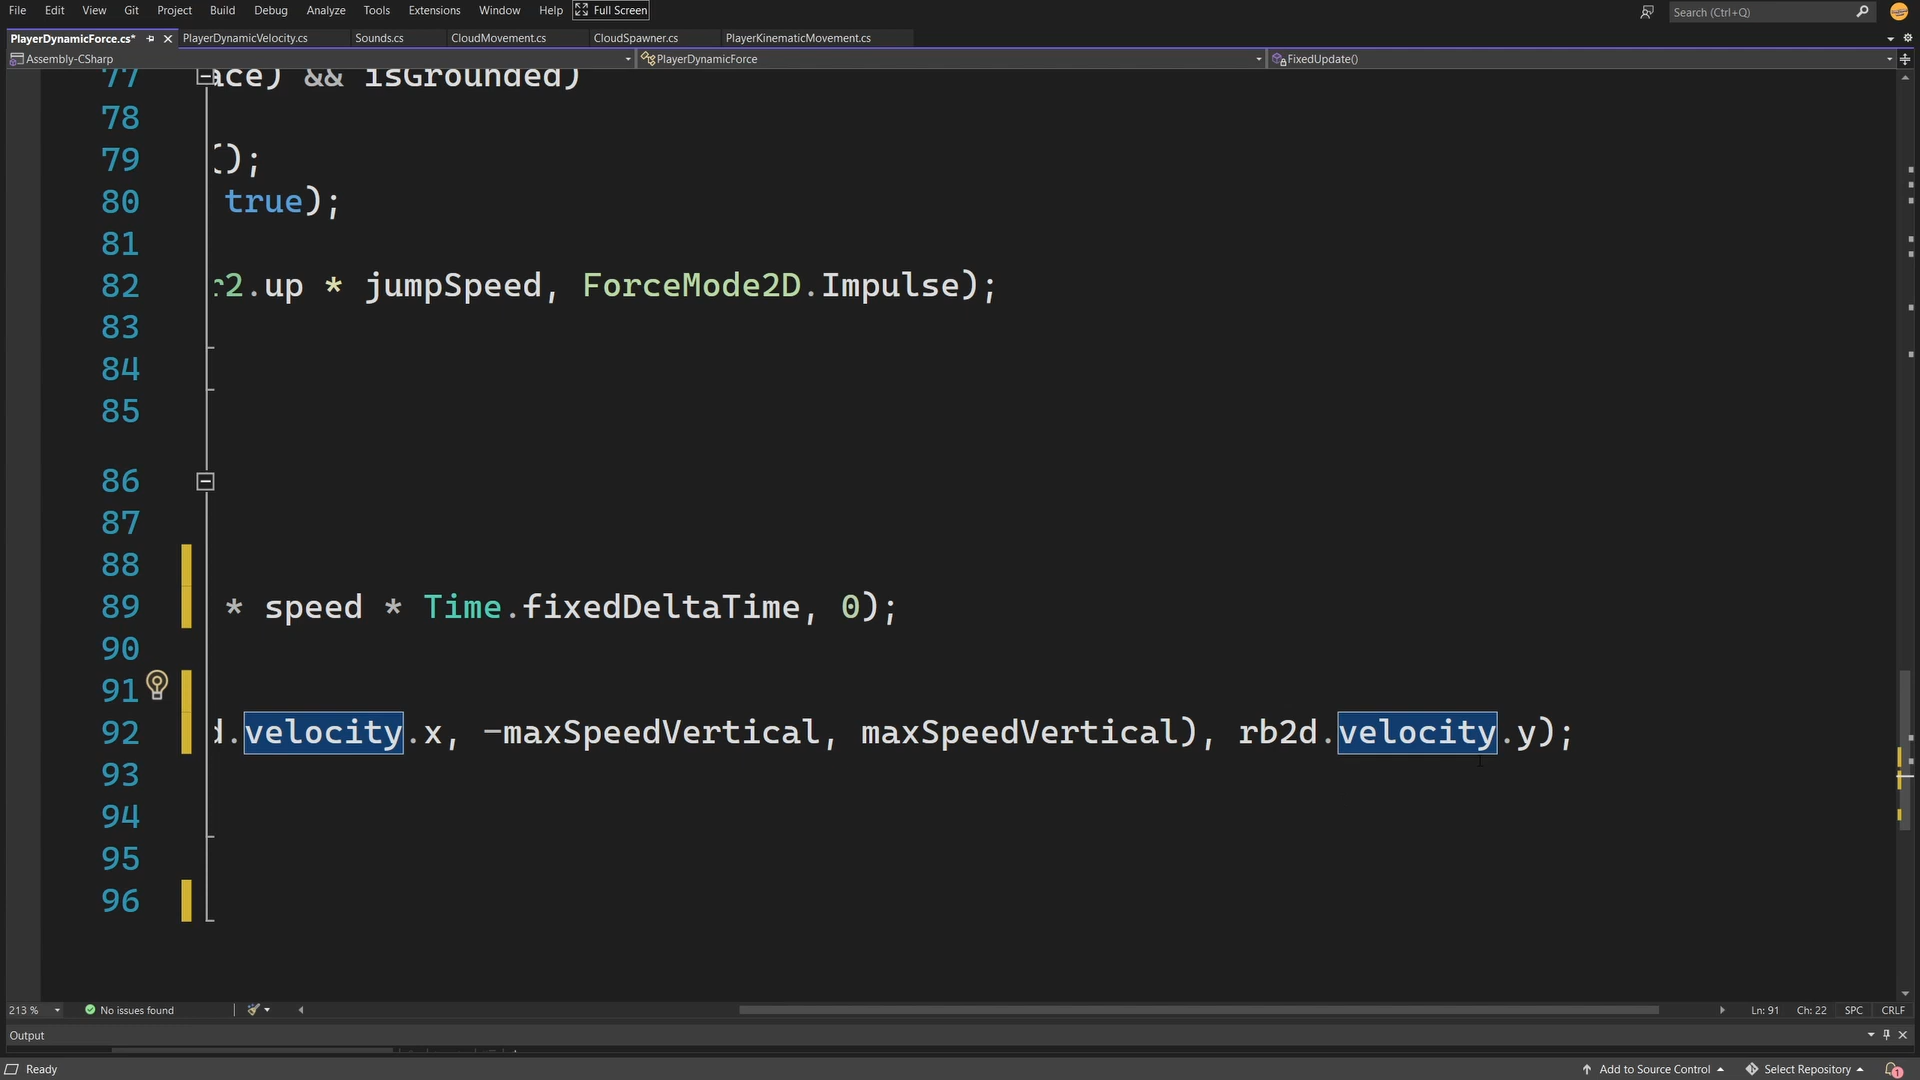 File Edit View Git Project Build Debug Analyze Tools Extensions Window Help Full Screen Search (Ctrl+Q)
PlayerDynamicForce.cs* PlayerDynamicVelocity.cs Sounds.cs CloudMovement.cs CloudSpawner.cs PlayerKinematicMovement.cs
Assembly-CSharp PlayerDynamicForce FixedUpdate()
77 ace) && isGrounded)
78
79 ();
80 true);
81
82 r2.up * jumpSpeed, ForceMode2D.Impulse);
83
84
85
86
87
88
89 * speed * Time.fixedDeltaTime, 0);
90
91
92 d.velocity.x, -maxSpeedVertical, maxSpeedVertical), rb2d.velocity.y);
93
94
95
96
213 % No issues found Ln: 91 Ch: 22 SPC CRLF
Output
Ready Add to Source Control Select Repository 1